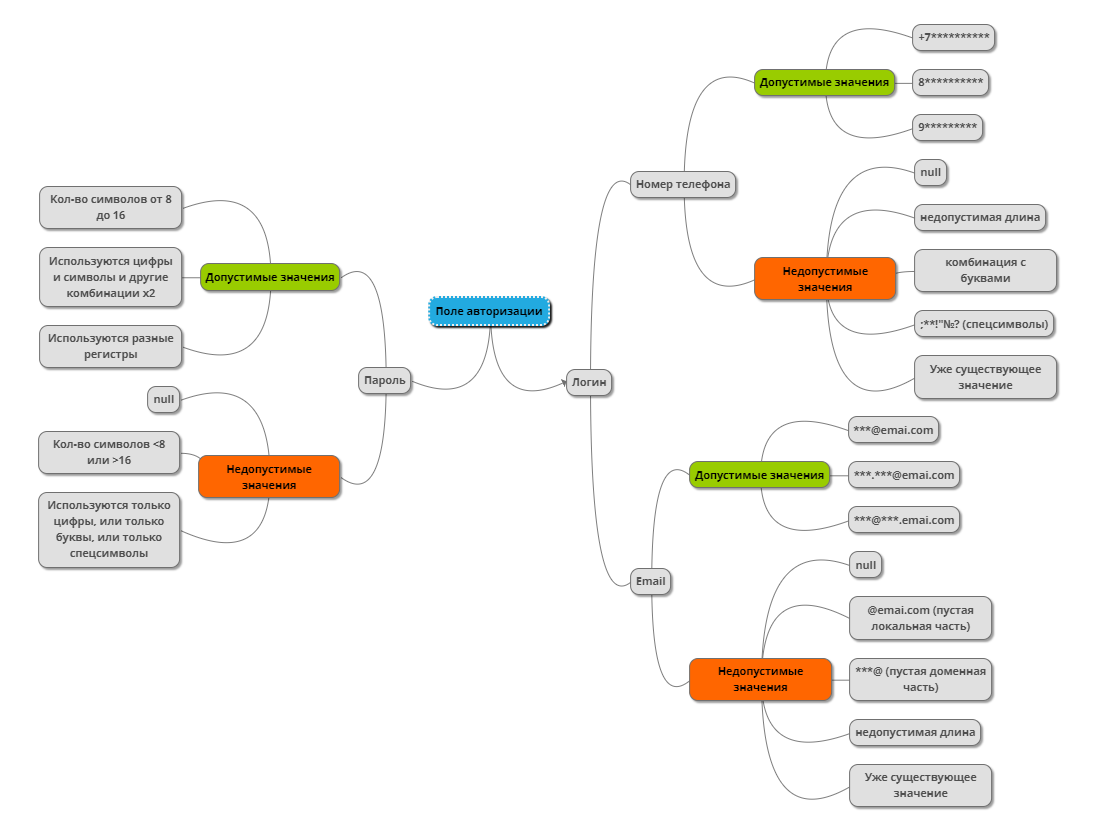 Поле авторизации
Пароль
Допустимые значения
Кол-во символов от 8
до 16
Используются цифры
и символы и другие
комбинации x2
Используются разные
регистры
Недопустимые
значения
null
Кол-во символов <8
или >16
Используются только
цифры, или только
буквы, или только
спецсимволы
Логин
Номер телефона
Допустимые значения
+7**********
8**********
9*********
Недопустимые
значения
null
недопустимая длина
комбинация с
буквами
;**!"№? (спецсимволы)
Уже существующее
значение
Email
Допустимые значения
***@emai.com
***.***@emai.com
***@***.emai.com
Недопустимые
значения
null
@emai.com (пустая
локальная часть)
***@ (пустая доменная
часть)
недопустимая длина
Уже существующее
значение